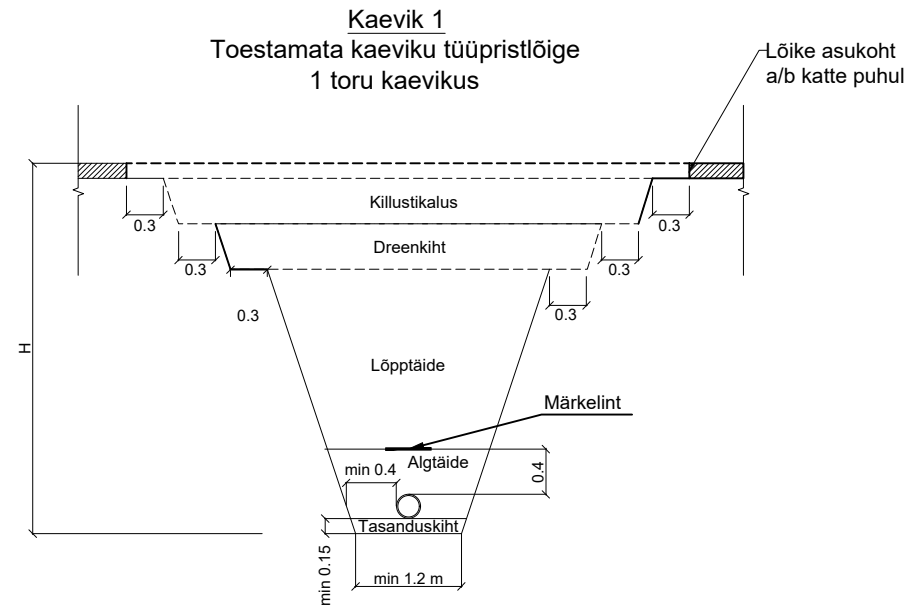 Kaevik 1
Toestamata kaeviku tüüpristlõige
1 toru kaevikus
Lõike asukoht
a/b katte puhul
Killustikalus
0.3
0.3
Dreenkiht
0.3
0.3
0.3
0.3
H
Lõpptäide
Märkelint
Algtäide
min 0.4
0.4
Tasanduskiht
min 0.15
min 1.2 m